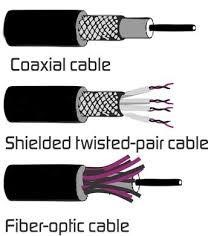 Coaxial cable
Shielded twisted-pair cable
Fiber-optic cable